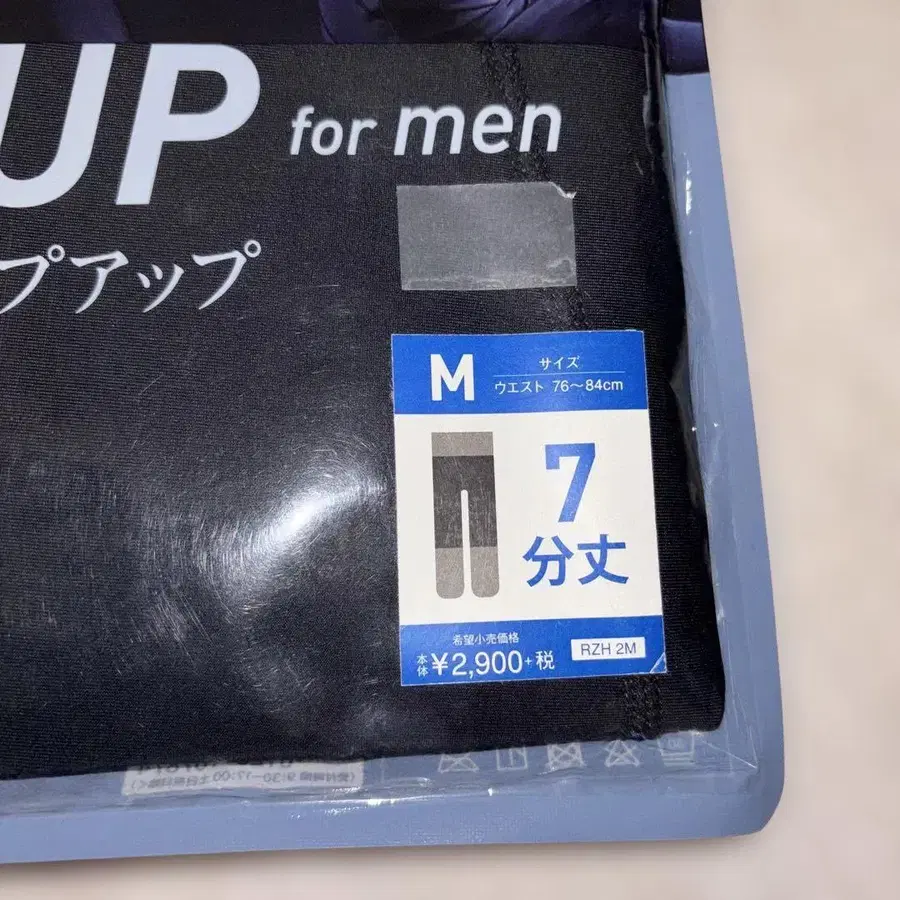 UP for men
プアップ
M
サイズ
ウエスト 76〜84cm
7
分丈
希望小売価格
本体 ¥2,900+税
RZH 2M